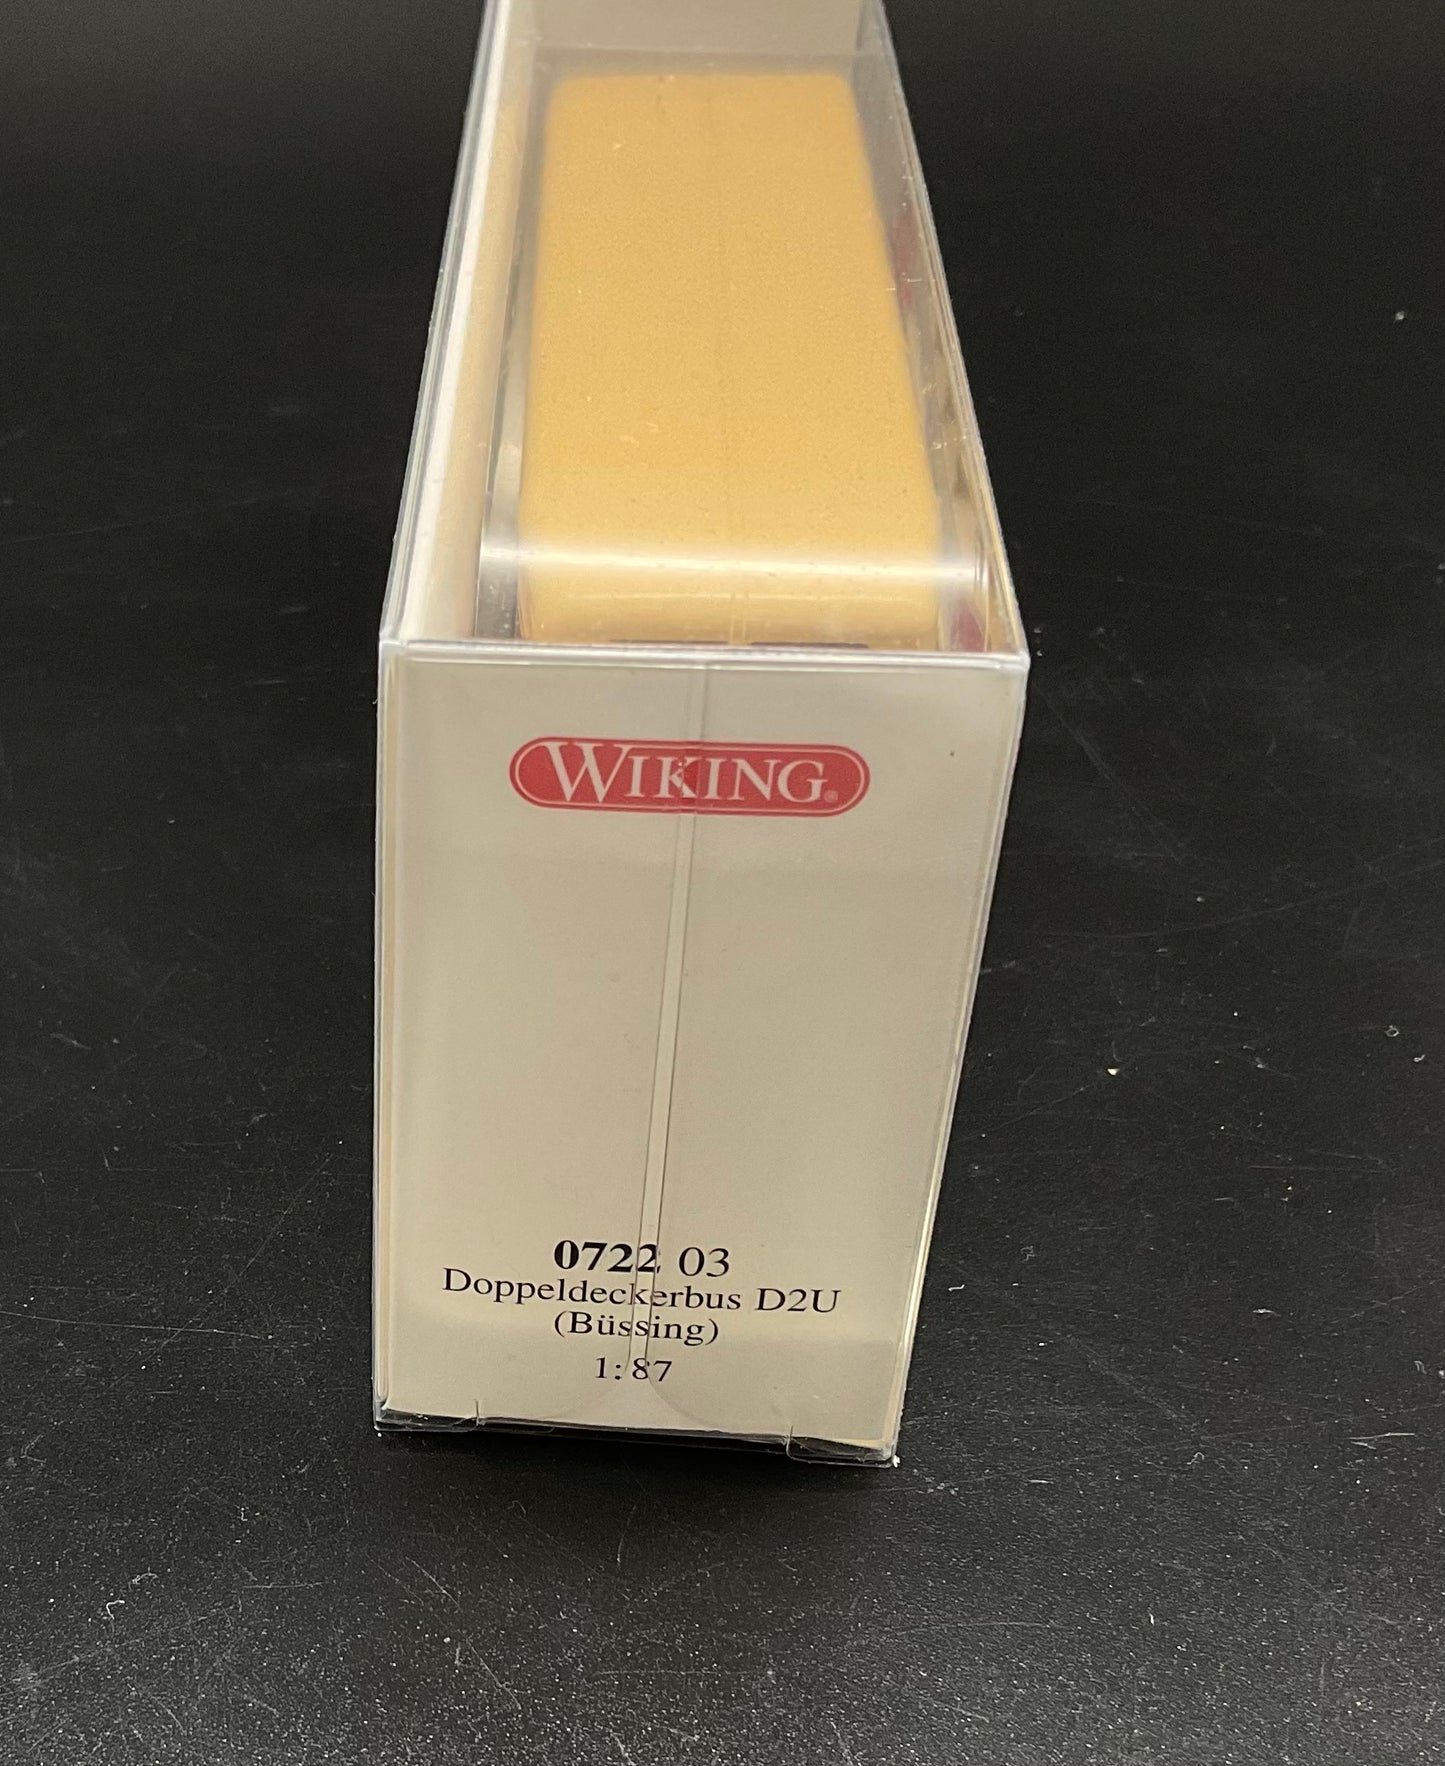 WIKING®
0722 03
Doppeldeckerbus D2U
(Büssing)
1:87